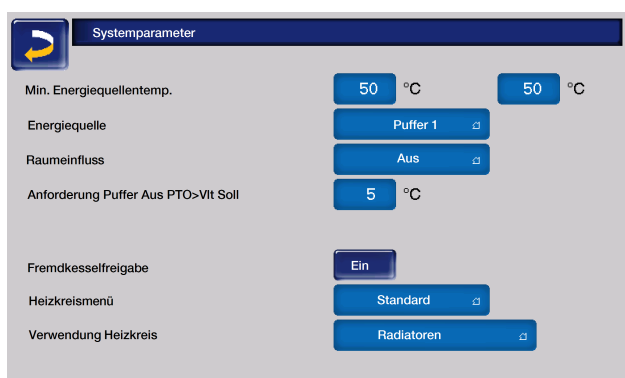 Systemparameter
Min. Energiequellentemp. 50 °C 50 °C
Energiequelle Puffer 1
Raumeinfluss Aus
Anforderung Puffer Aus PTO>Vlt Soll 5 °C
Fremdkesselfreigabe Ein
Heizkreismenü Standard
Verwendung Heizkreis Radiatoren